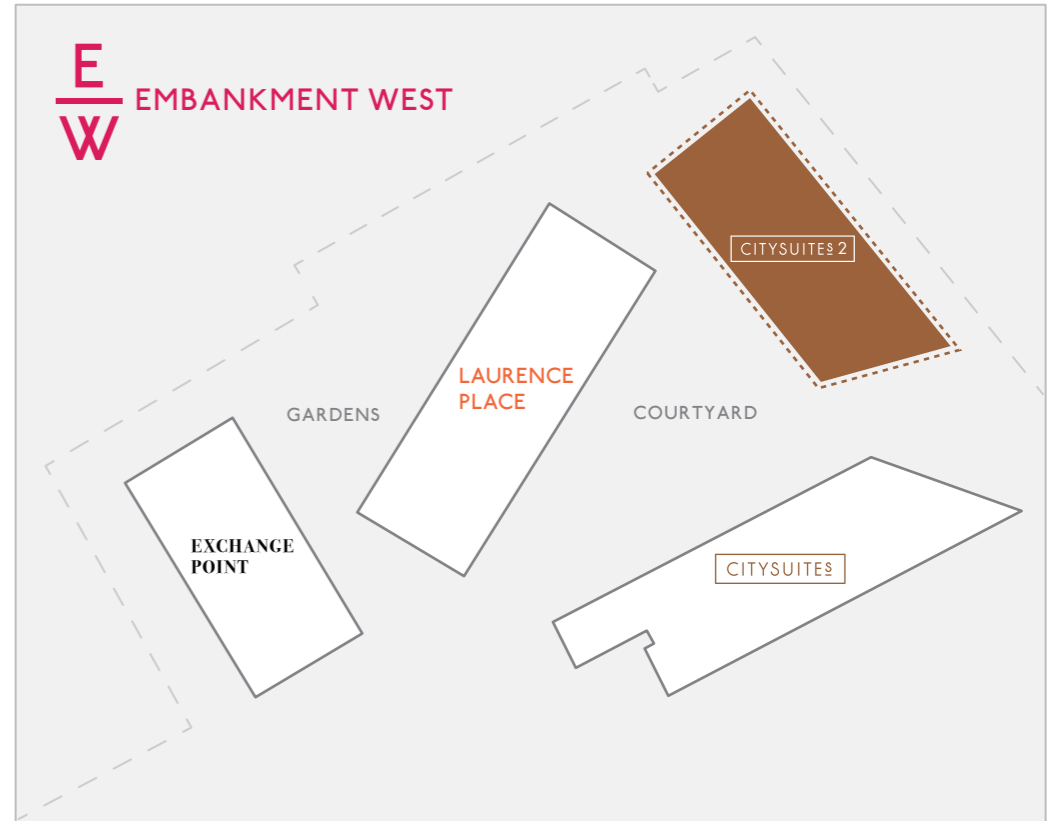 E
W
EMBANKMENT WEST
CITYSUITES 2
LAURENCE
PLACE
GARDENS
COURTYARD
EXCHANGE
POINT
CITYSUITES